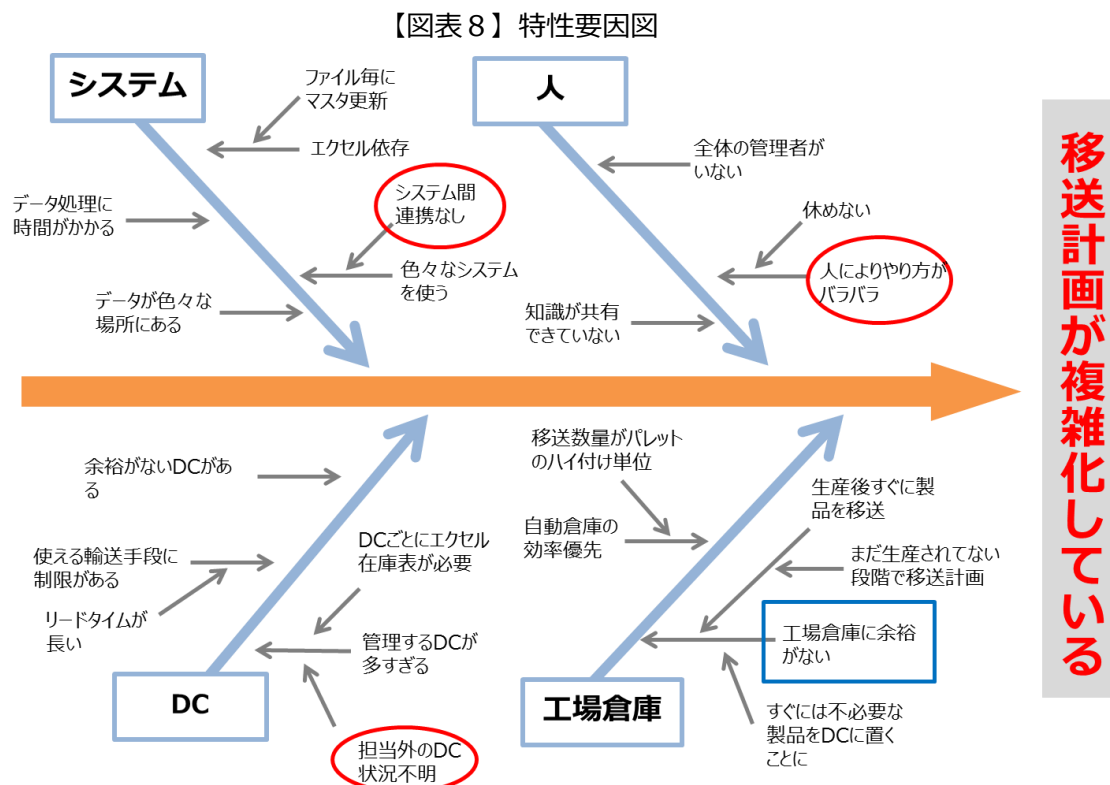 【図表８】特性要因図
システム
ファイル毎に
マスタ更新
エクセル依存
データ処理に
時間がかかる
システム間
連携なし
色々なシステム
を使う
データが色々な
場所にある
人
全体の管理者が
いない
休めない
人によりやり方が
バラバラ
知識が共有
できていない
移送計画が複雑化している
余裕がないDCがあ
る
使える輸送手段に
制限がある
リードタイムが
長い
DCごとにエクセル
在庫表が必要
管理するDCが
多すぎる
担当外のDC
状況不明
DC
移送数量がパレット
のハイ付け単位
自動倉庫の
効率優先
生産後すぐに製
品を移送
まだ生産されてない
段階で移送計画
工場倉庫に余裕
がない
すぐには不必要な
製品をDCに置く
ことに
工場倉庫